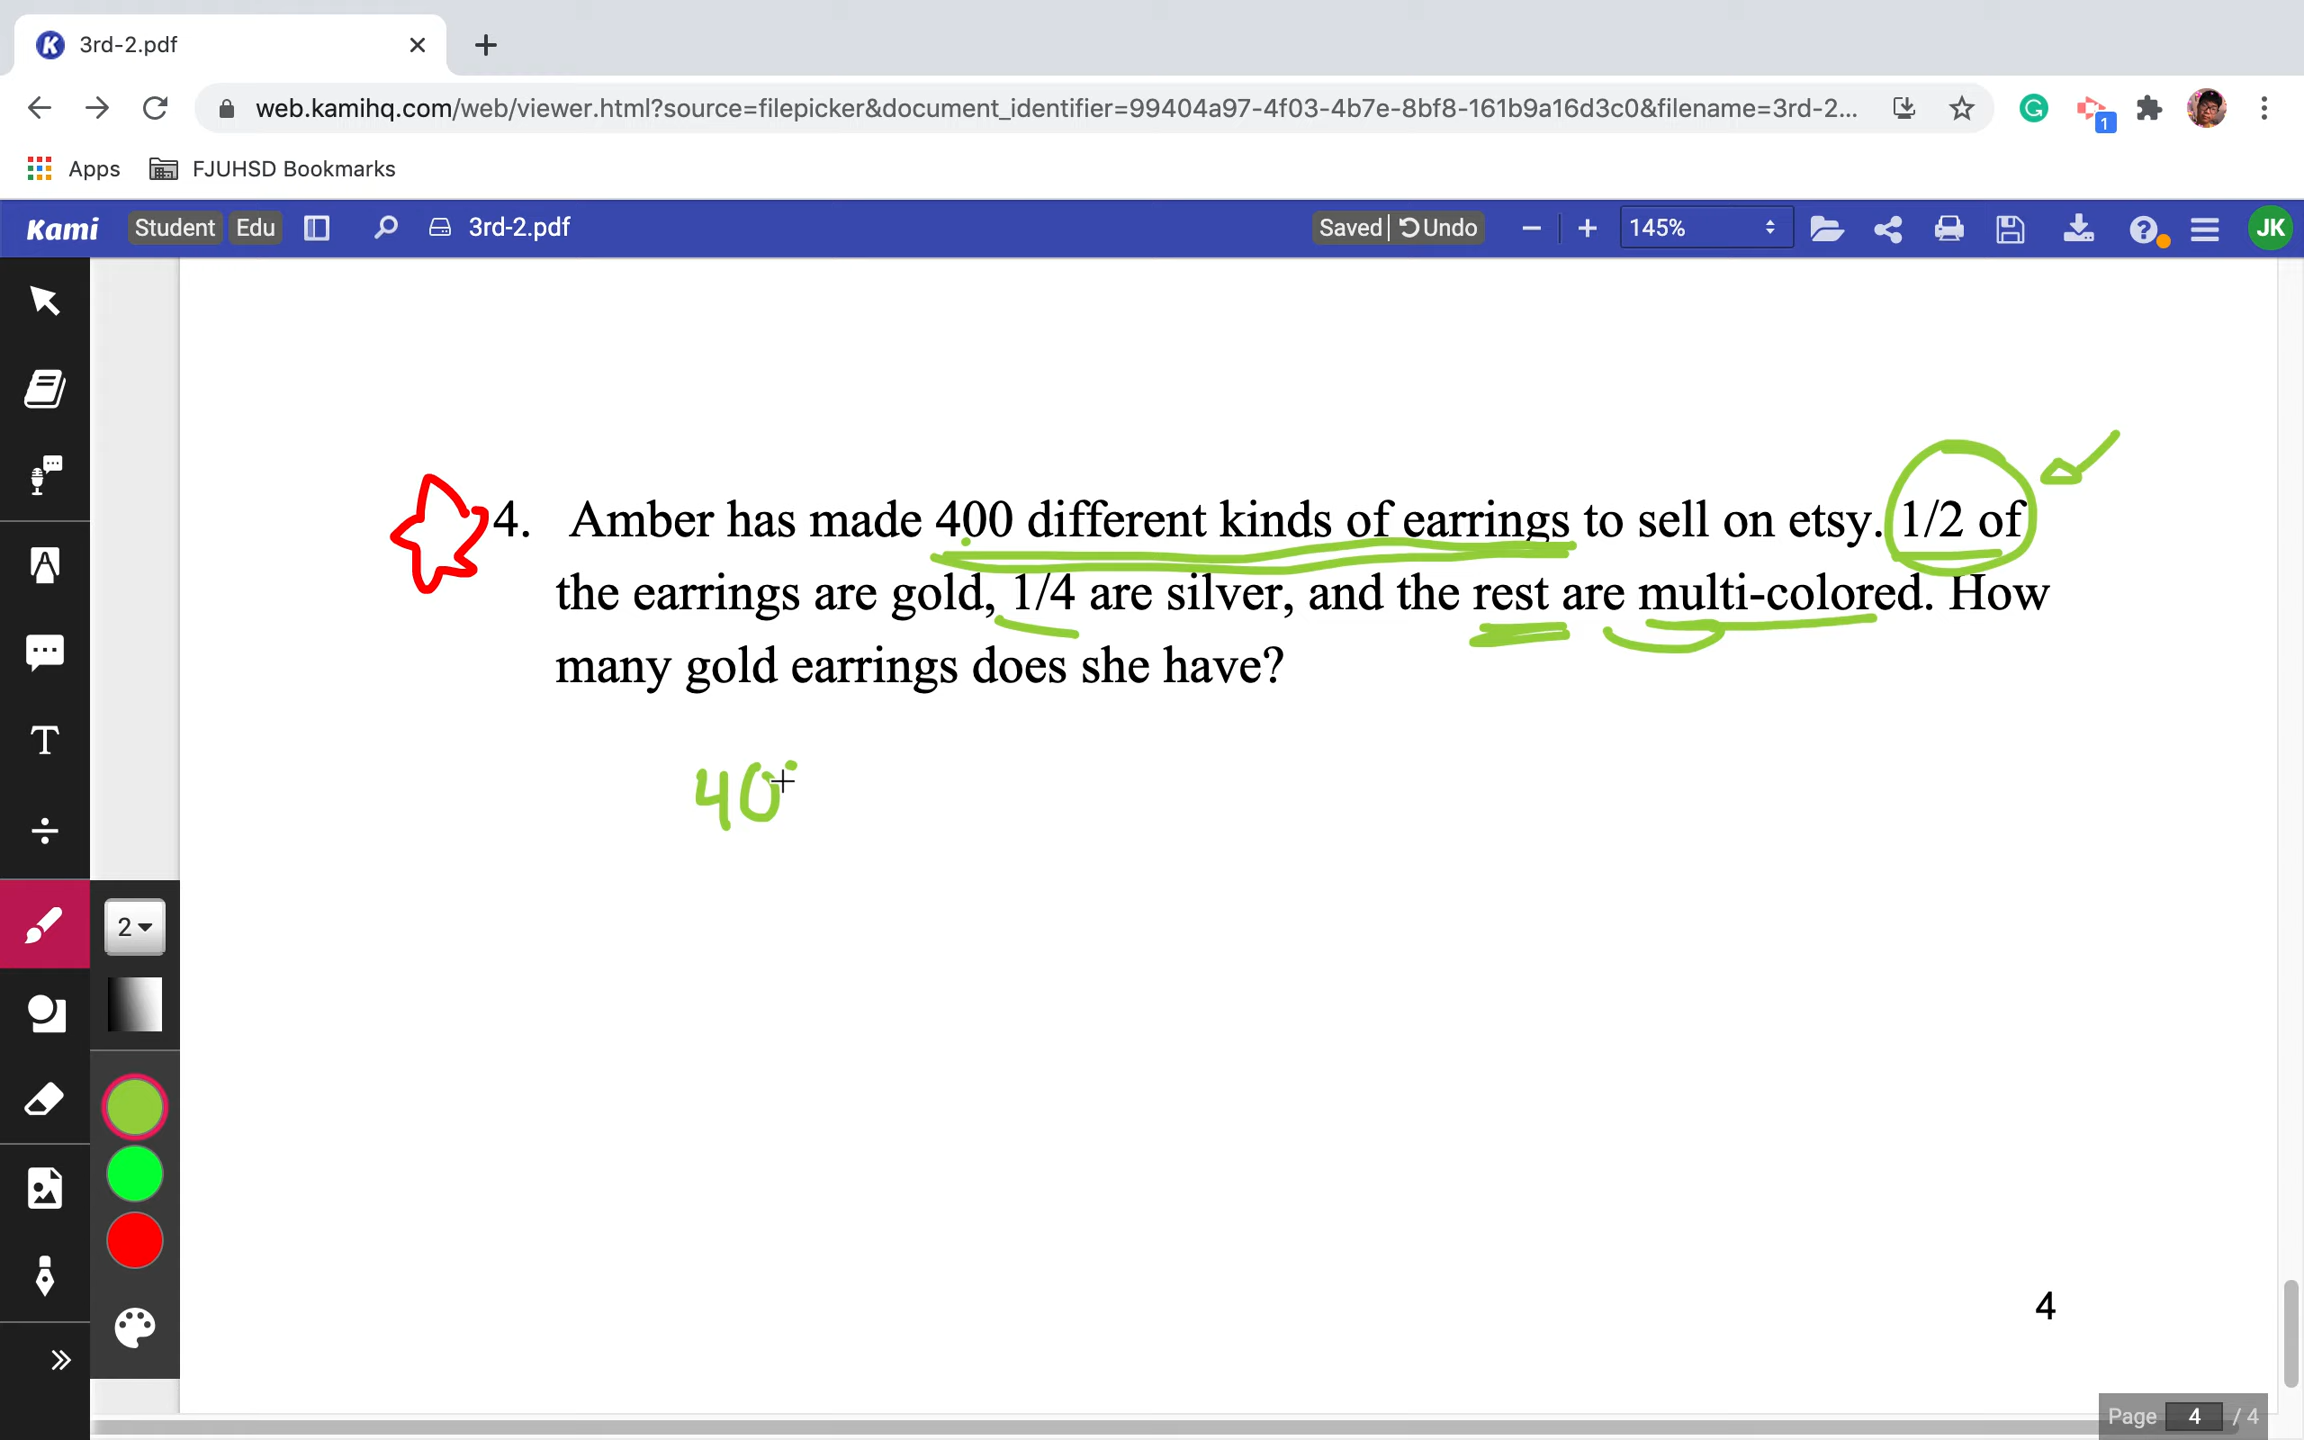 3rd-2.pdf
web.kamihq.com/web/viewer.html?source=filepicker&document_identifier=99404a97-4f03-4b7e-8bf8-161b9a16d3c0&filename=3rd-2...
1
Apps FJUHSD Bookmarks
Kami Student Edu 3rd-2.pdf Saved Undo 145% JK
4. Amber has made 400 different kinds of earrings to sell on etsy. 1/2 of
the earrings are gold, 1/4 are silver, and the rest are multi-colored. How
many gold earrings does she have?
40
2
4
Page 4 / 4